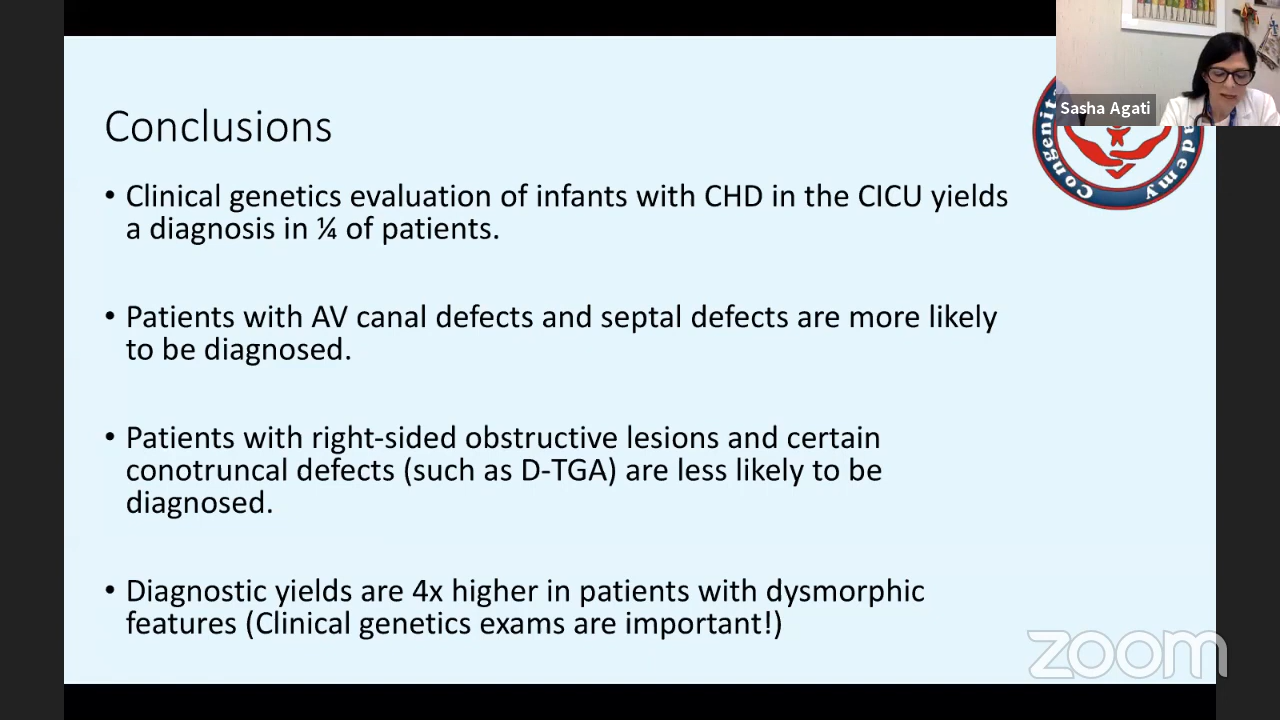 Conclusions
• Clinical genetics evaluation of infants with CHD in the CICU yields
a diagnosis in ¼ of patients.
• Patients with AV canal defects and septal defects are more likely
to be diagnosed.
• Patients with right-sided obstructive lesions and certain
conotruncal defects (such as D-TGA) are less likely to be
diagnosed.
• Diagnostic yields are 4x higher in patients with dysmorphic
features (Clinical genetics exams are important!)
Sasha Agati
Congenit
ademy
zoom